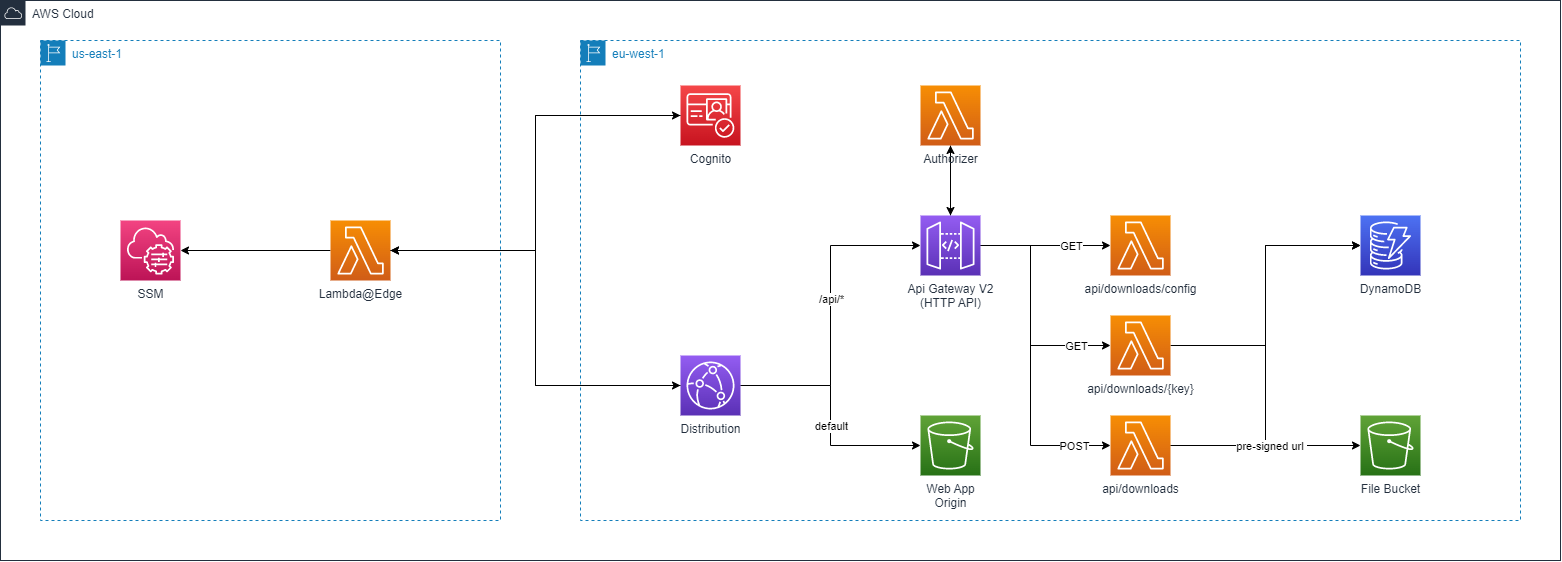 AWS Cloud
us-east-1
eu-west-1
Cognito
Authorizer
SSM
Lambda@Edge
/api/*
Api Gateway V2
(HTTP API)
GET
api/downloads/config
DynamoDB
GET
api/downloads/{key}
Distribution
default
Web App
Origin
POST
api/downloads
pre-signed url
File Bucket